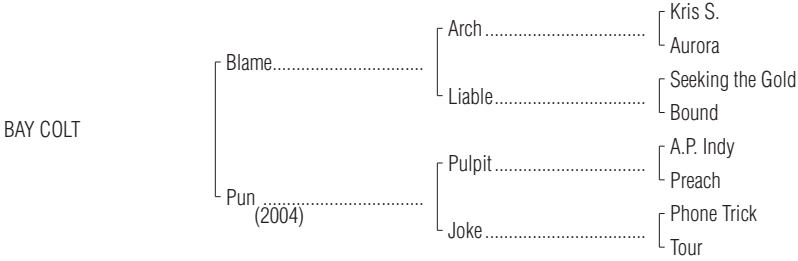 Kris S.
Arch
Aurora
Blame
Seeking the Gold
Liable
Bound
BAY COLT
A.P. Indy
Pulpit
Preach
Pun
(2004)
Phone Trick
Joke
Tour